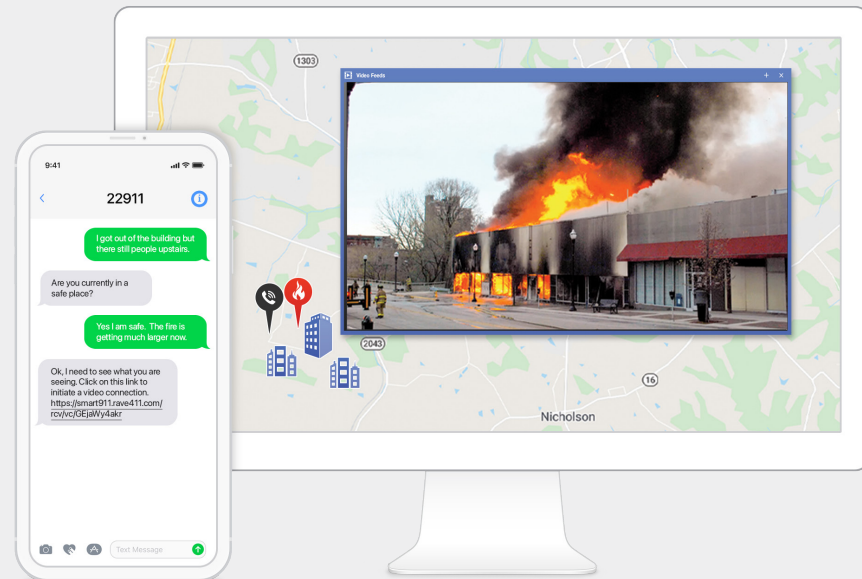 9:41
22911
I got out of the building but
there still people upstairs.
Are you currently in a
safe place?
Yes I am safe. The fire is
getting much larger now.
Ok, I need to see what you are
seeing. Click on this link to
initiate a video connection.
https://smart911.rave411.com/
rcv/vc/GEjaWy4akr
Text Message
1303
Video Feeds
2043
16
Nicholson